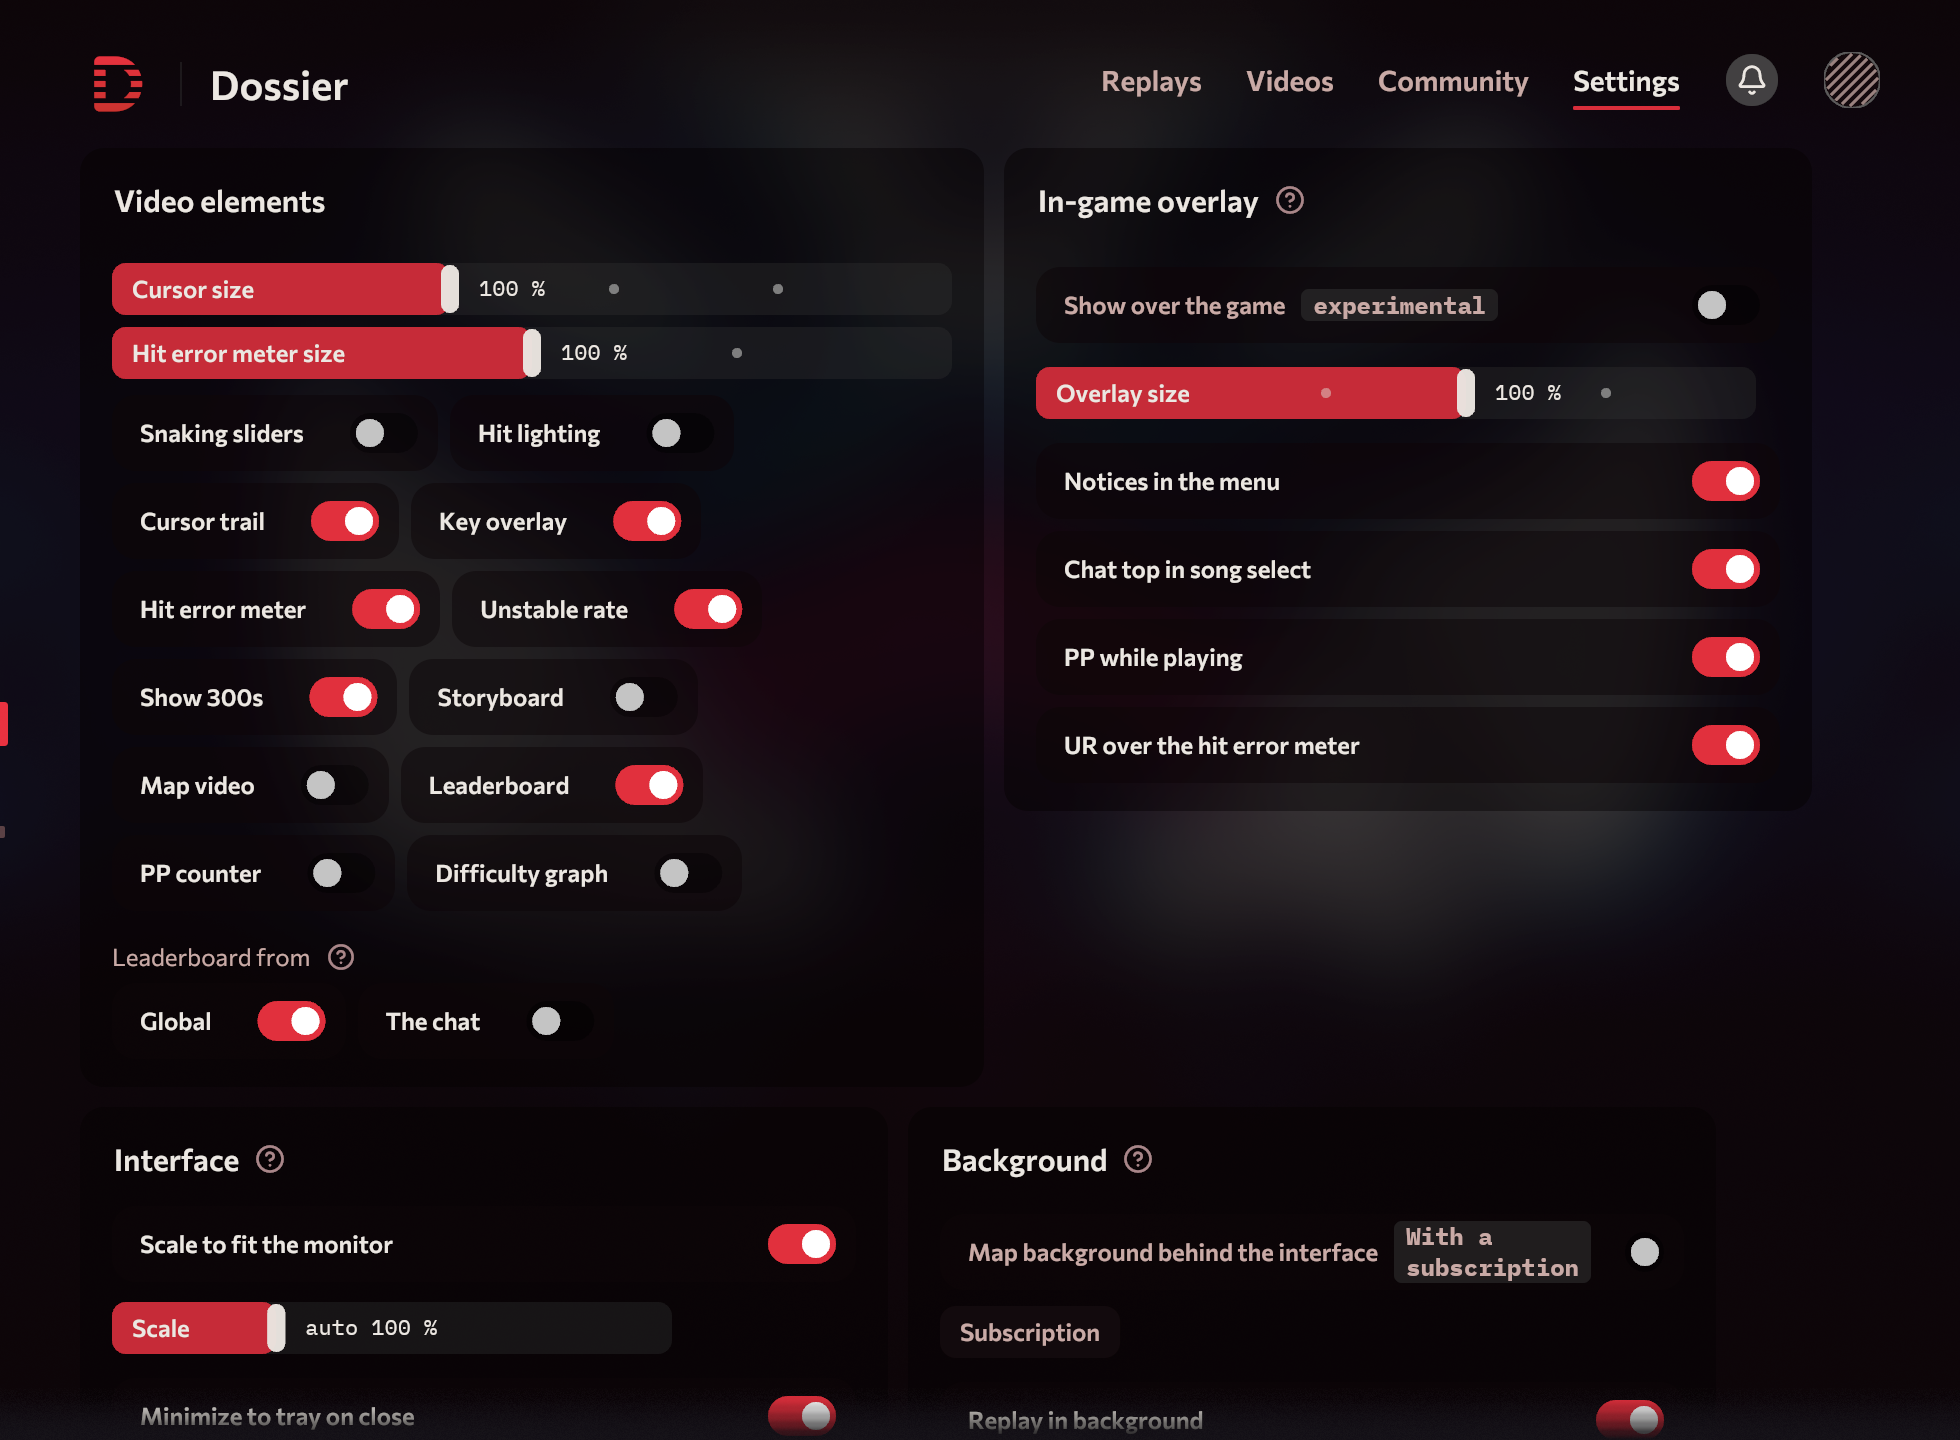 Dossier
Replays
Videos
Community
Settings
Video elements
Cursor size
100 %
Hit error meter size
100 %
Snaking sliders
Hit lighting
Cursor trail
Key overlay
Hit error meter
Unstable rate
Show 300s
Storyboard
Map video
Leaderboard
PP counter
Difficulty graph
Leaderboard from
Global
The chat
In-game overlay
Show over the game
experimental
Overlay size
100 %
Notices in the menu
Chat top in song select
PP while playing
UR over the hit error meter
Interface
Scale to fit the monitor
Scale
auto 100 %
Minimize to tray on close
Background
Map background behind the interface
With a
subscription
Subscription
Replay in background